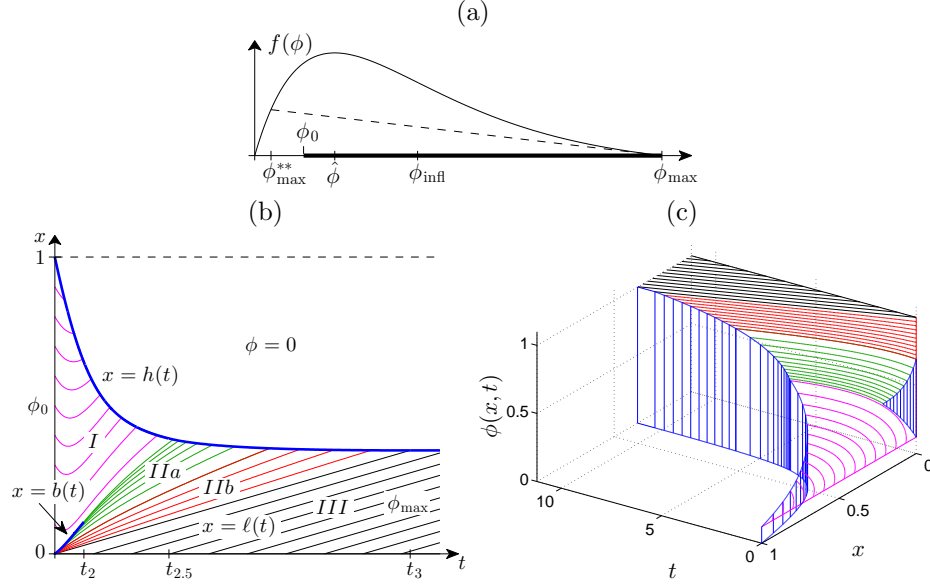 (a)
f(ϕ)
ϕ₀
ϕ**max
ϕ̂
ϕinfl
ϕmax
(b)
x
1
ϕ = 0
x = h(t)
ϕ₀
I
IIa
x = b(t)
IIb
III
ϕmax
x = ℓ(t)
0
t₂
t₂.₅
t₃
t
(c)
ϕ(x, t)
1
0.5
0
10
5
0
t
1
0.5
0
x